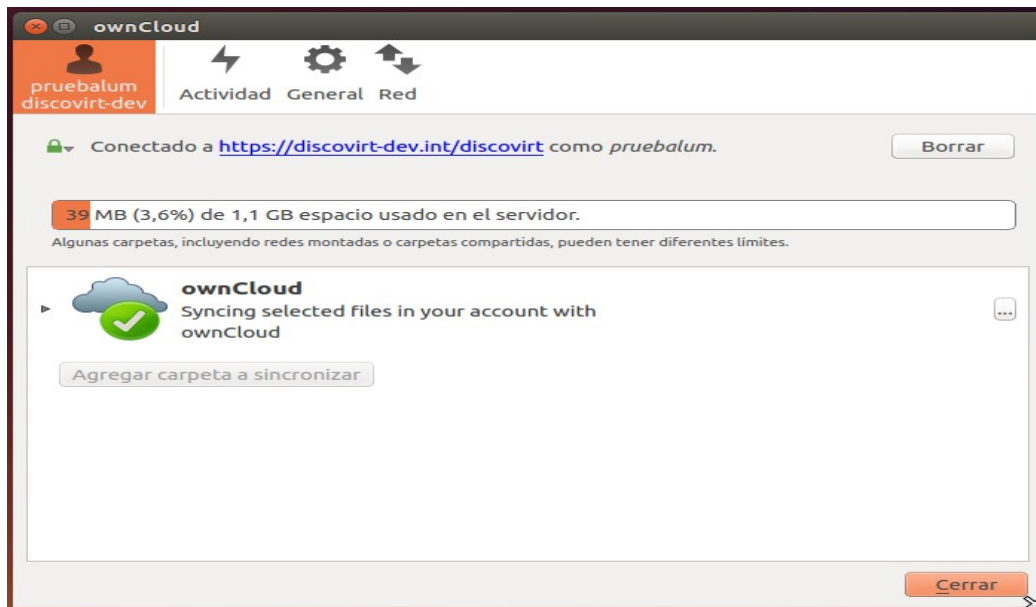 ownCloud
pruebalum
discovirt-dev
Actividad
General
Red
Conectado a https://discovirt-dev.int/discovirt como pruebalum.
Borrar
39 MB (3,6%) de 1,1 GB espacio usado en el servidor.
Algunas carpetas, incluyendo redes montadas o carpetas compartidas, pueden tener diferentes límites.
ownCloud
Syncing selected files in your account with
ownCloud
...
Agregar carpeta a sincronizar
Cerrar